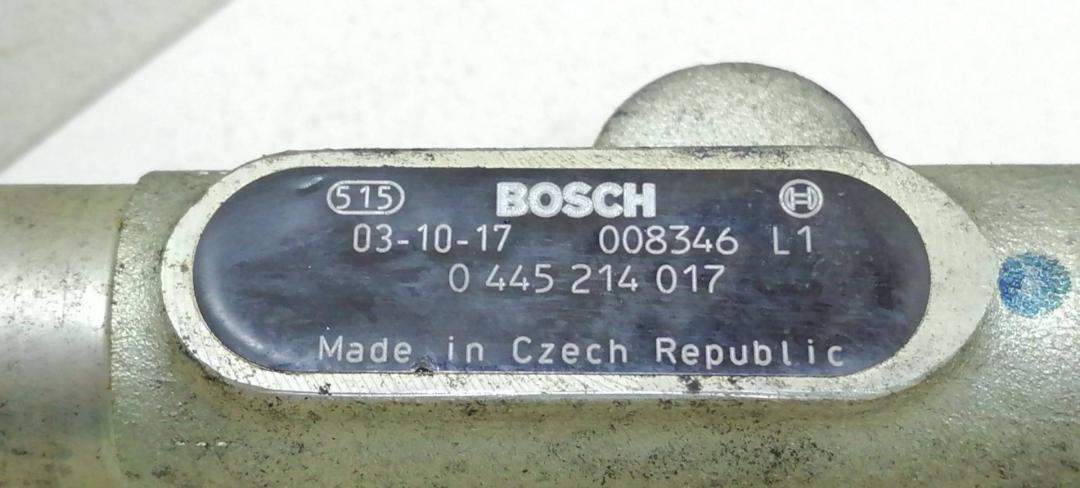 515 BOSCH
03-10-17 008346 L1
0 445 214 017
Made in Czech Republic